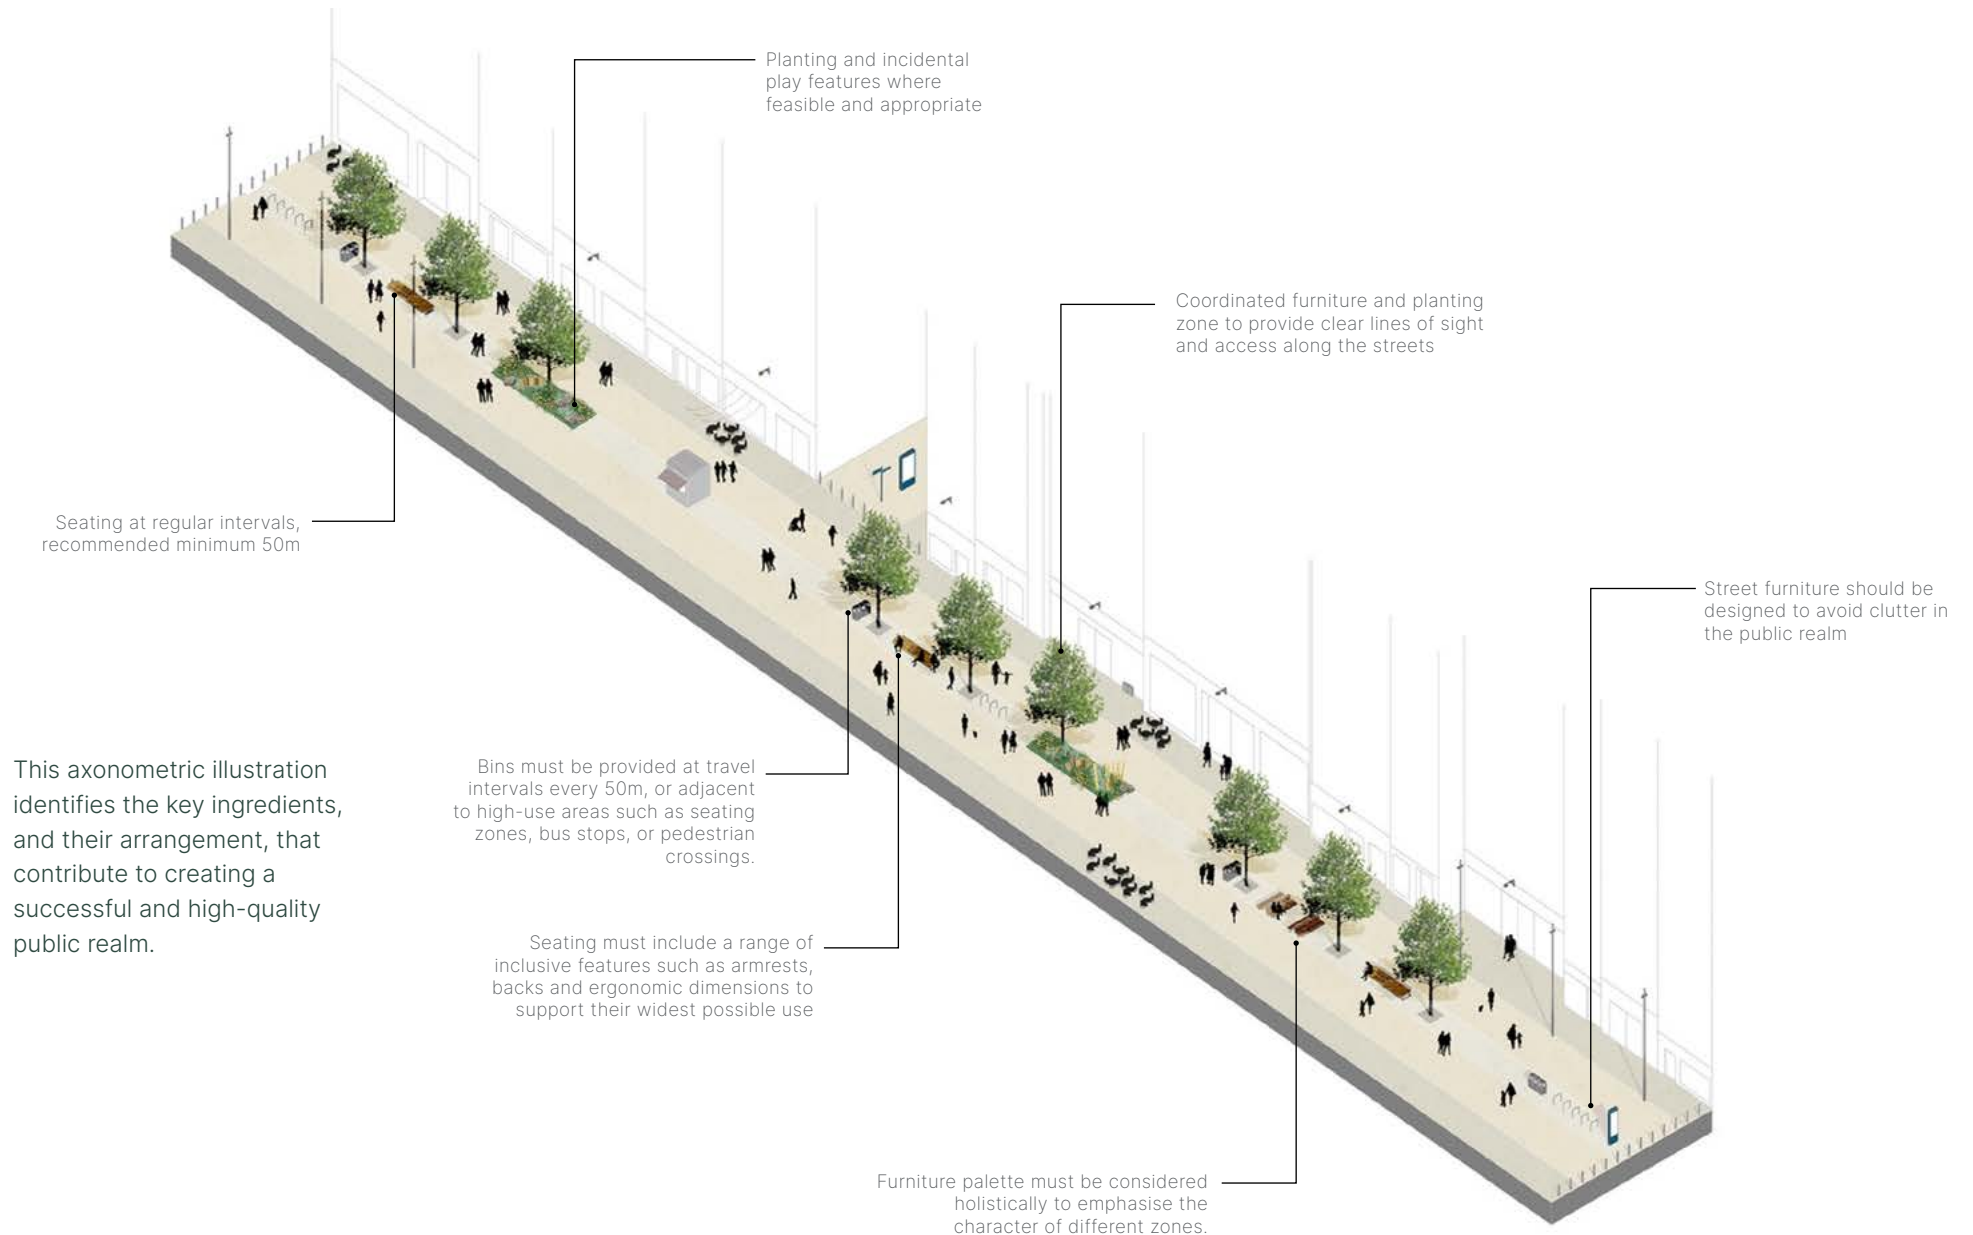 Planting and incidental
play features where
feasible and appropriate
Coordinated furniture and planting
zone to provide clear lines of sight
and access along the streets
Seating at regular intervals,
recommended minimum 50m
Street furniture should be
designed to avoid clutter in
the public realm
This axonometric illustration
identifies the key ingredients,
and their arrangement, that
contribute to creating a
successful and high-quality
public realm.
Bins must be provided at travel
intervals every 50m, or adjacent
to high-use areas such as seating
zones, bus stops, or pedestrian
crossings.
Seating must include a range of
inclusive features such as armrests,
backs and ergonomic dimensions to
support their widest possible use
Furniture palette must be considered
holistically to emphasise the
character of different zones.